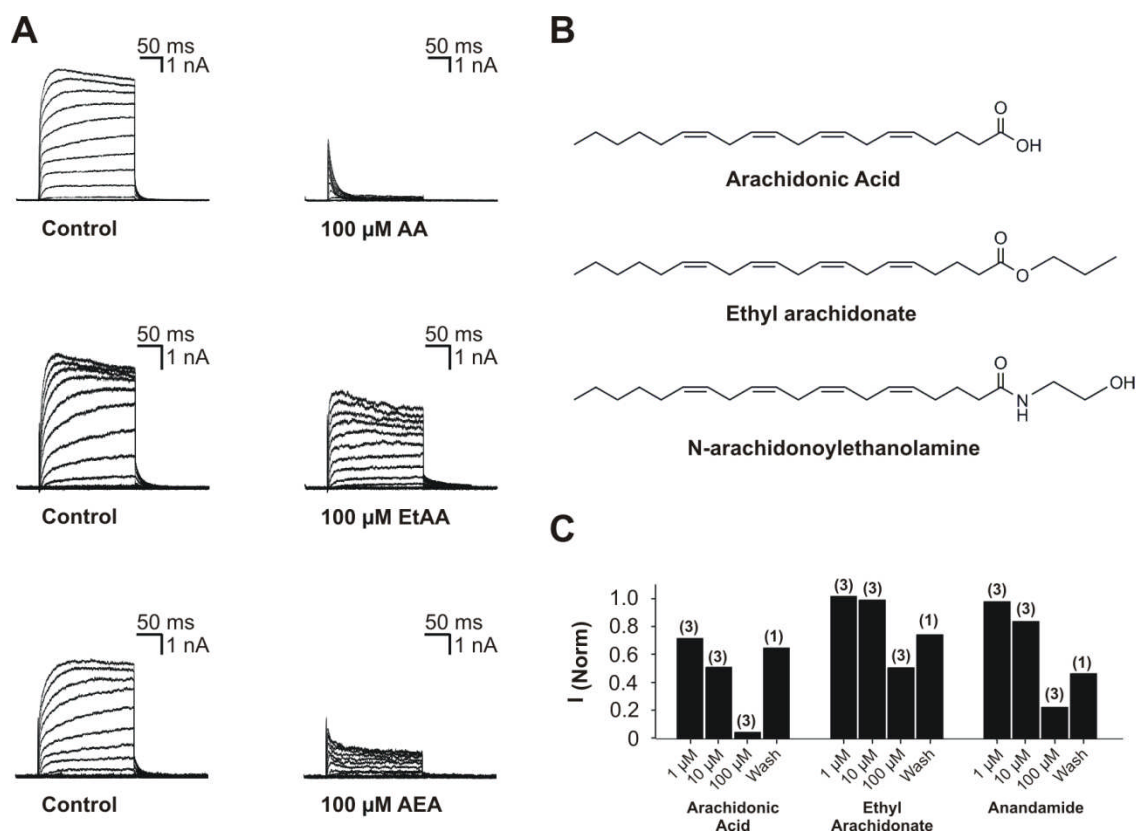 A
50 ms
1 nA
Control
50 ms
1 nA
100 µM AA
50 ms
1 nA
Control
50 ms
1 nA
100 µM EtAA
50 ms
1 nA
Control
50 ms
1 nA
100 µM AEA
B
O
OH
Arachidonic Acid
O
O
Ethyl arachidonate
O
OH
N
H
N-arachidonoylethanolamine
C
I (Norm)
1.0
0.8
0.6
0.4
0.2
0
(3)
(3)
(3)
(1)
(3)
(3)
(3)
(1)
(3)
(3)
(3)
(1)
1 µM
10 µM
100 µM
Wash
1 µM
10 µM
100 µM
Wash
1 µM
10 µM
100 µM
Wash
Arachidonic
Acid
Ethyl
Arachidonate
Anandamide